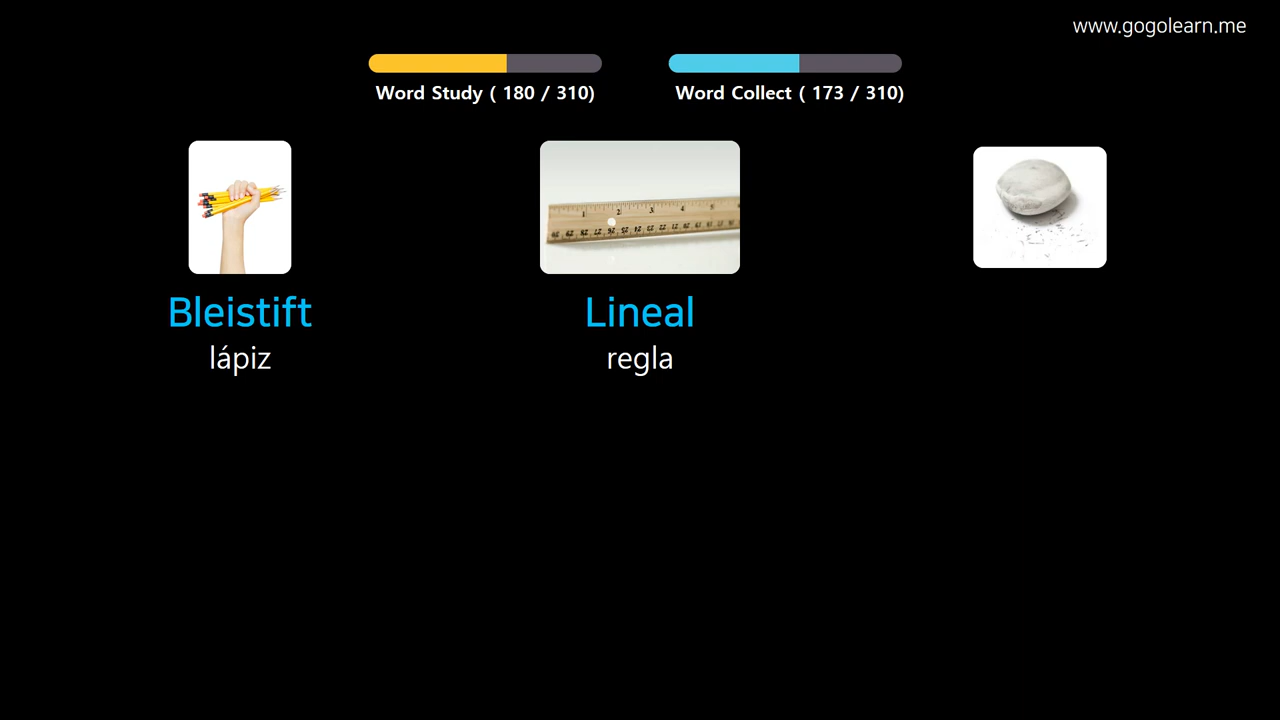 www.gogolearn.me
Word Study ( 180 / 310)
Word Collect ( 173 / 310)
Bleistift
Lineal
lápiz
regla